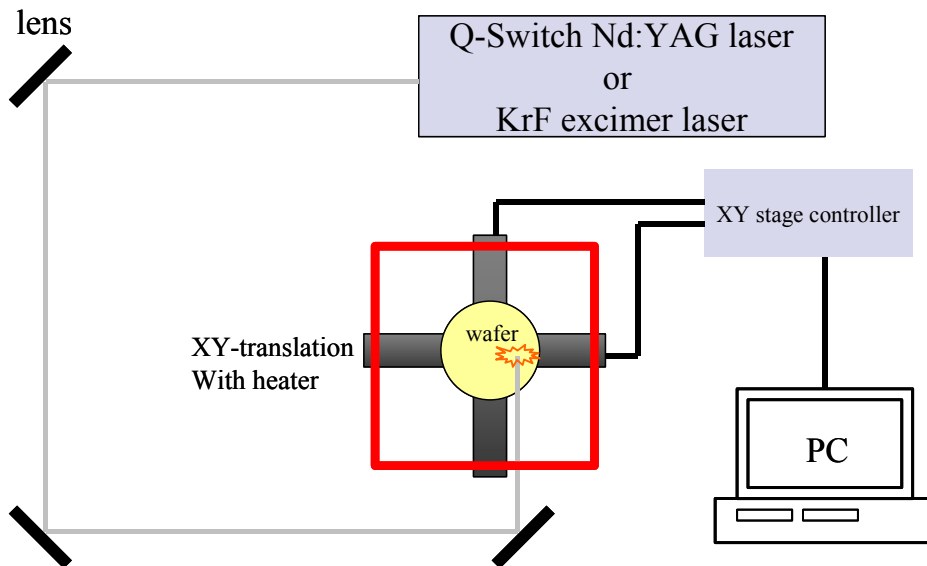 lens
Q-Switch Nd:YAG laser
or
KrF excimer laser
XY stage controller
wafer
XY-translation
With heater
PC